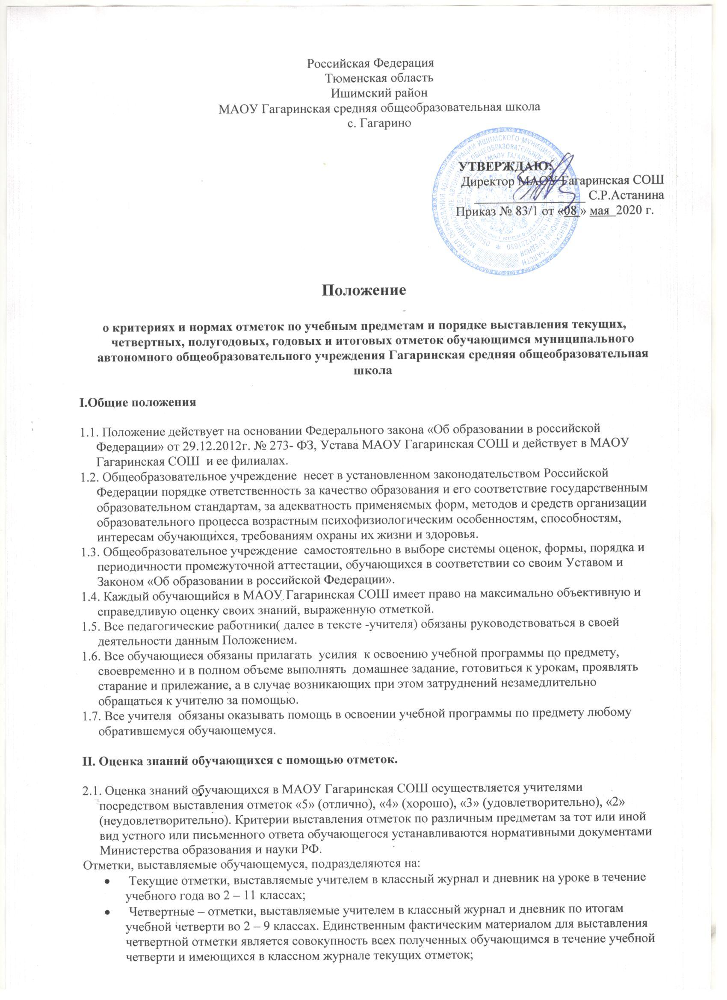 Российская Федерация
Тюменская область
Ишимский район
МАОУ Гагаринская средняя общеобразовательная школа
с. Гагарино
УТВЕРЖДАЮ:
Директор МАОУ Гагаринская СОШ
__________________ С.Р.Астанина
Приказ № 83/1 от «08_» мая_2020 г.
Положение
о критериях и нормах отметок по учебным предметам и порядке выставления текущих,
четвертных, полугодовых, годовых и итоговых отметок обучающимся муниципального
автономного общеобразовательного учреждения Гагаринская средняя общеобразовательная
школа
I.Общие положения
1.1. Положение действует на основании Федерального закона «Об образовании в российской
Федерации» от 29.12.2012г. № 273- ФЗ, Устава МАОУ Гагаринская СОШ и действует в МАОУ
Гагаринская СОШ и ее филиалах.
1.2. Общеобразовательное учреждение несет в установленном законодательством Российской
Федерации порядке ответственность за качество образования и его соответствие государственным
образовательном стандартам, за адекватность применяемых форм, методов и средств организации
образовательного процесса возрастным психофизиологическим особенностям, способностям,
интересам обучающихся, требованиям охраны их жизни и здоровья.
1.3. Общеобразовательное учреждение самостоятельно в выборе системы оценок, формы, порядка и
периодичности промежуточной аттестации, обучающихся в соответствии со своим Уставом и
Законом «Об образовании в российской Федерации».
1.4. Каждый обучающийся в МАОУ Гагаринская СОШ имеет право на максимально объективную и
справедливую оценку своих знаний, выраженную отметкой.
1.5. Все педагогические работники( далее в тексте -учителя) обязаны руководствоваться в своей
деятельности данным Положением.
1.6. Все обучающиеся обязаны прилагать усилия к освоению учебной программы по предмету,
своевременно и в полном объеме выполнять домашнее задание, готовиться к урокам, проявлять
старание и прилежание, а в случае возникающих при этом затруднений незамедлительно
обращаться к учителю за помощью.
1.7. Все учителя обязаны оказывать помощь в освоении учебной программы по предмету любому
обратившемуся обучающемуся.
II. Оценка знаний обучающихся с помощью отметок.
2.1. Оценка знаний обучающихся в МАОУ Гагаринская СОШ осуществляется учителями
посредством выставления отметок «5» (отлично), «4» (хорошо), «3» (удовлетворительно), «2»
(неудовлетворительно). Критерии выставления отметок по различным предметам за тот или иной
вид устного или письменного ответа обучающегося устанавливаются нормативными документами
Министерства образования и науки РФ.
Отметки, выставляемые обучающемуся, подразделяются на:
• Текущие отметки, выставляемые учителем в классный журнал и дневник на уроке в течение
учебного года во 2 – 11 классах;
• Четвертные – отметки, выставляемые учителем в классный журнал и дневник по итогам
учебной четверти во 2 – 9 классах. Единственным фактическим материалом для выставления
четвертной отметки является совокупность всех полученных обучающимся в течение учебной
четверти и имеющихся в классном журнале текущих отметок;